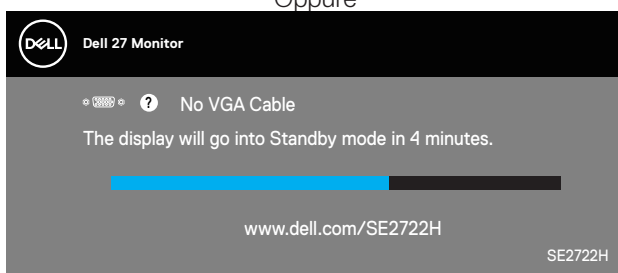 Oppure
DELL
Dell 27 Monitor
? No VGA Cable
The display will go into Standby mode in 4 minutes.
www.dell.com/SE2722H
SE2722H